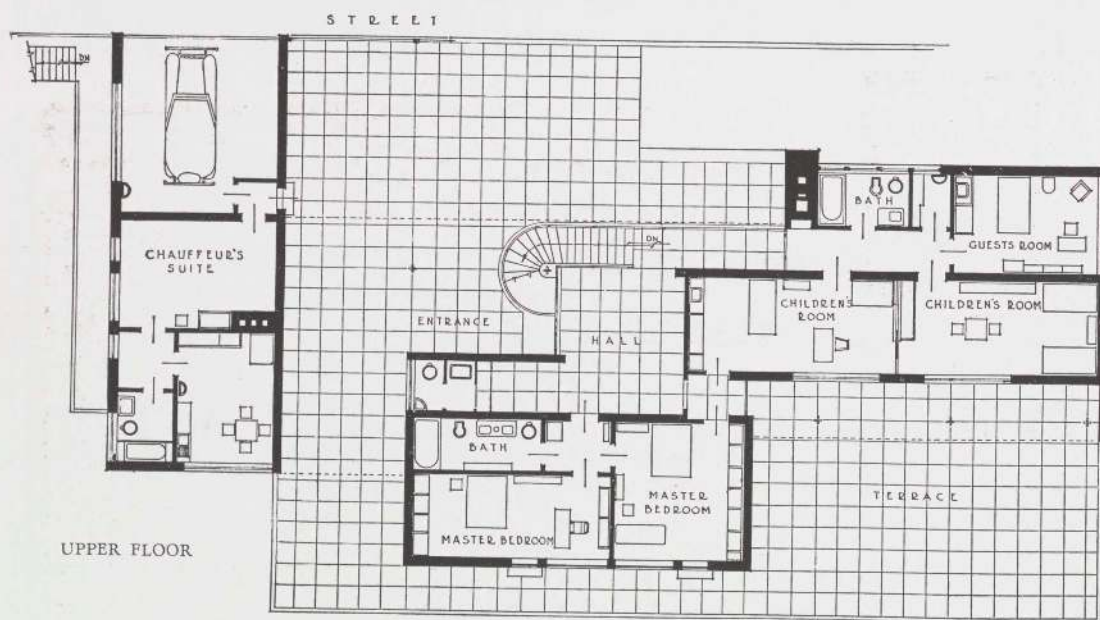 STREET
DN
BATH
GUESTS ROOM
CHAUFFEUR'S
SUITE
DN
CHILDREN'S
ROOM
CHILDREN'S ROOM
ENTRANCE
HALL
BATH
MASTER
BEDROOM
TERRACE
MASTER BEDROOM
UPPER FLOOR